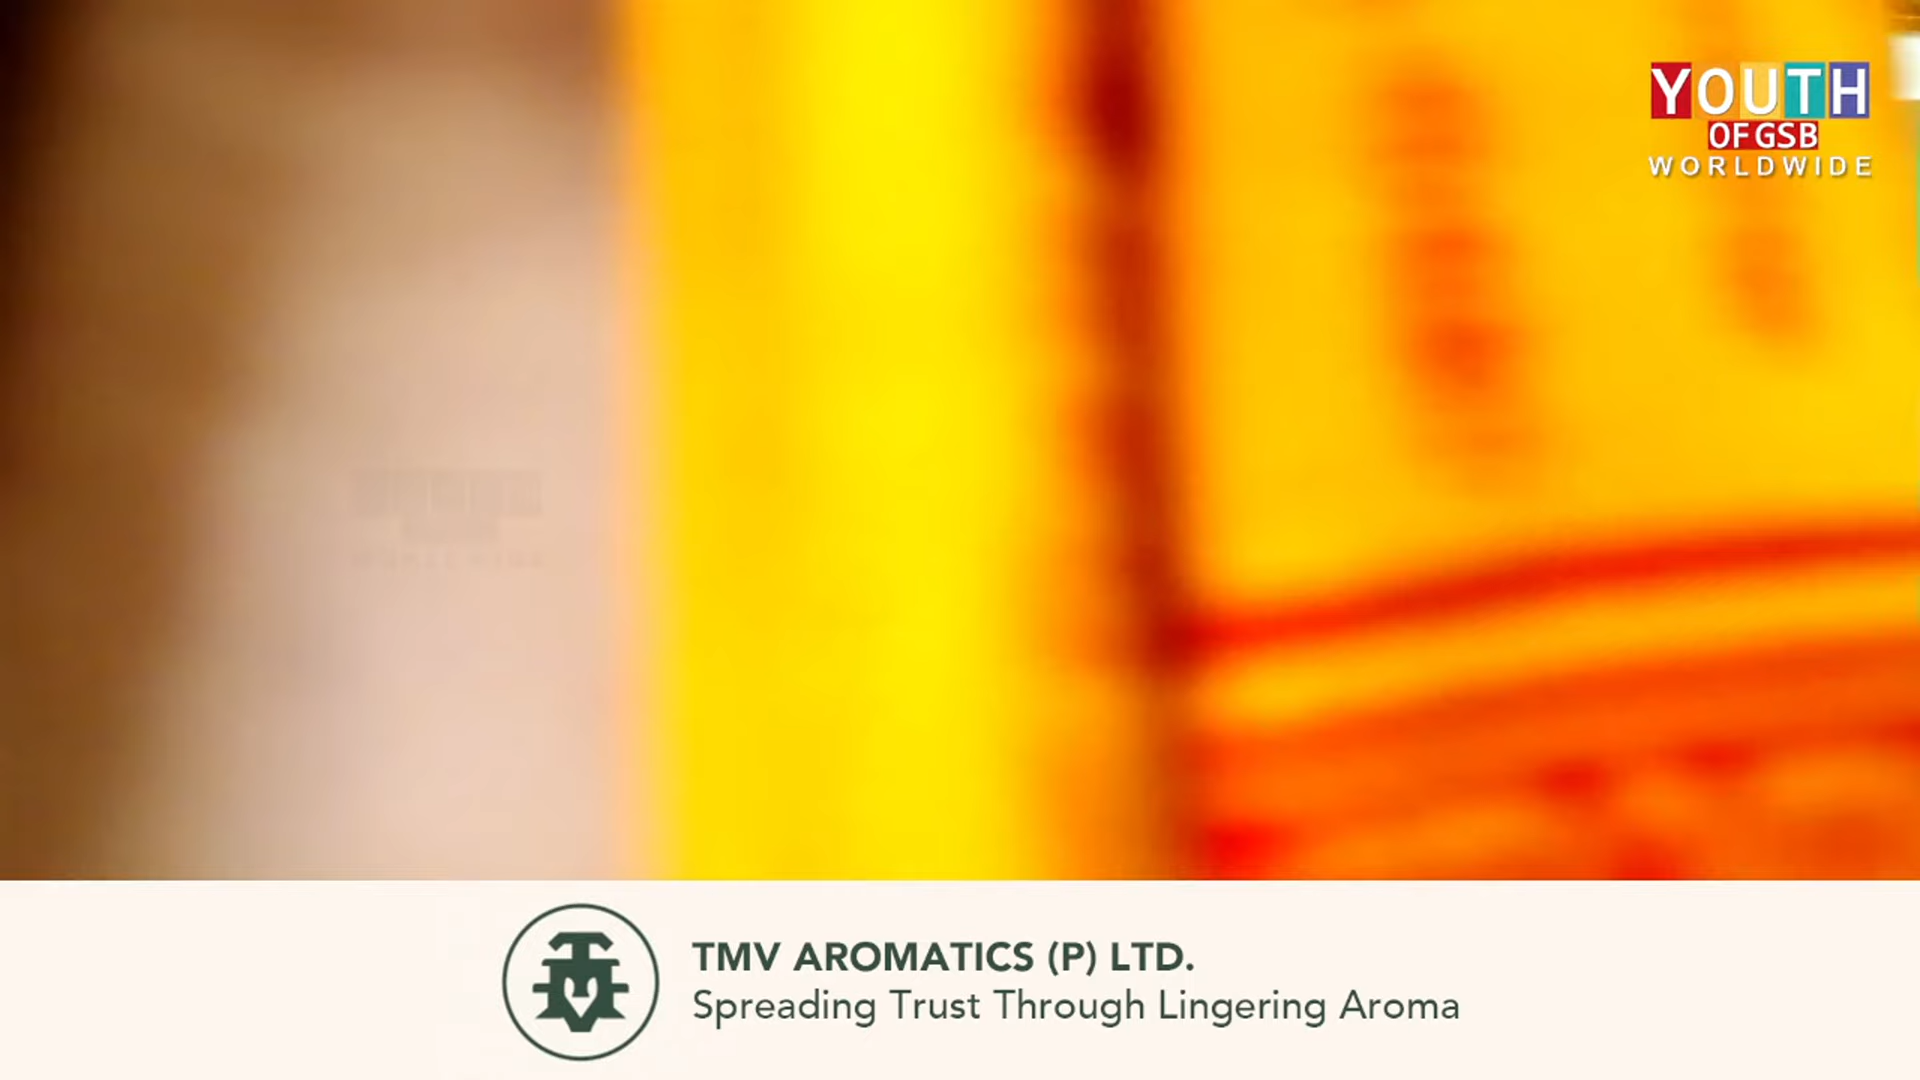 YOUTH
OF GSB
WORLDWIDE
TMV AROMATICS (P) LTD.
Spreading Trust Through Lingering Aroma